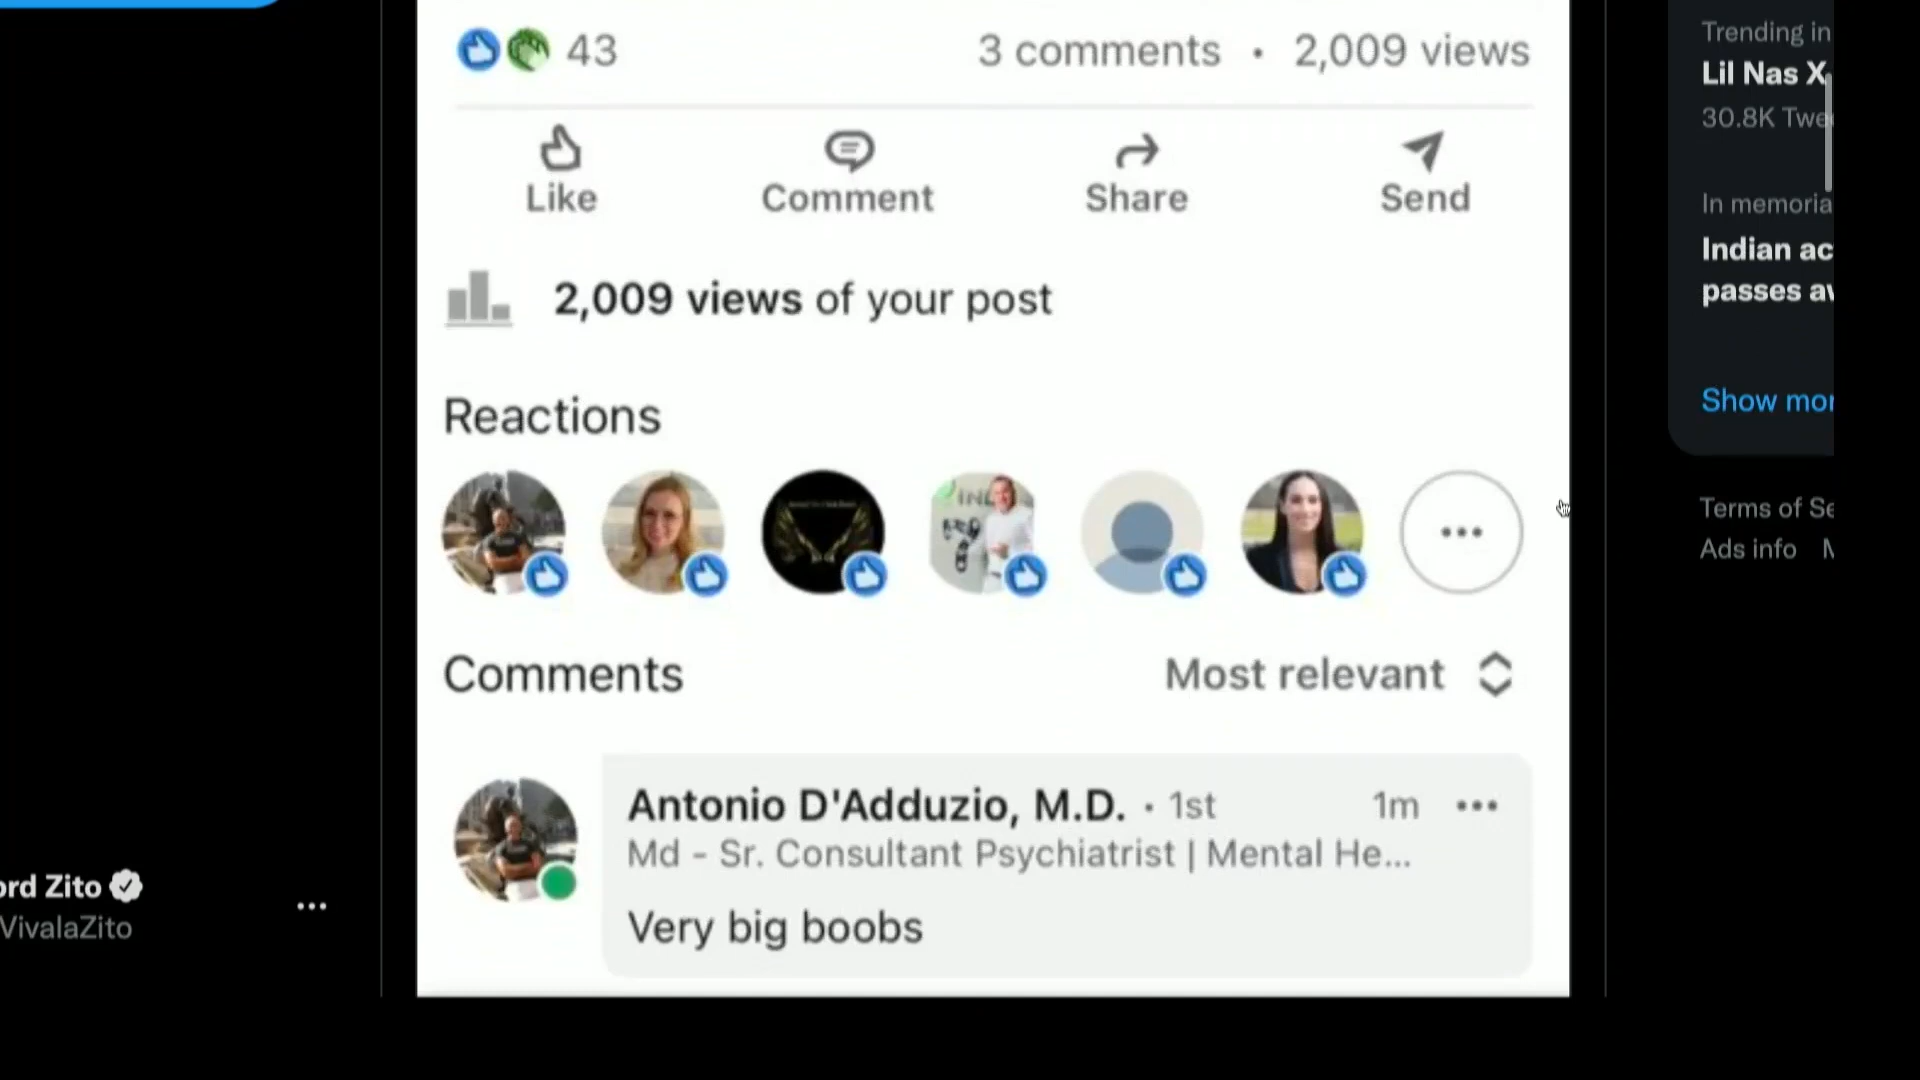 43
3 comments • 2,009 views
Like
Comment
Share
Send
2,009 views of your post
Reactions
Comments
Most relevant
Antonio D'Adduzio, M.D. • 1st
1m
Md - Sr. Consultant Psychiatrist | Mental He...
Very big boobs
ord Zito
VivalaZito
Trending in
Lil Nas X
30.8K Twe
In memoria
Indian ac
passes av
Show mor
Terms of Se
Ads info